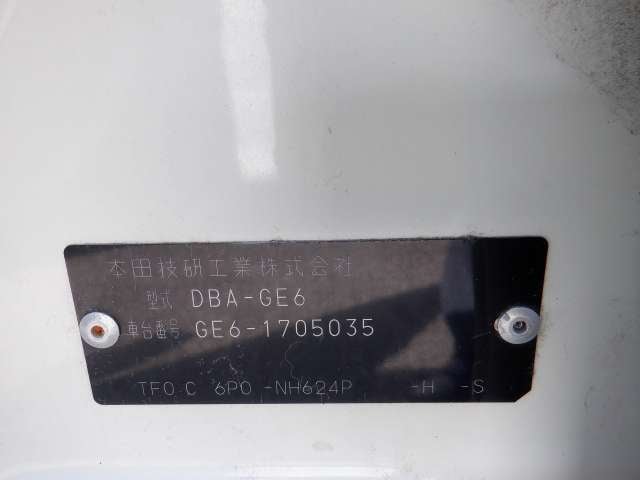 本田技研工業株式会社
型式 DBA-GE6
車台番号 GE6-1705035
TF0 C 6P0 -NH624P -H -S